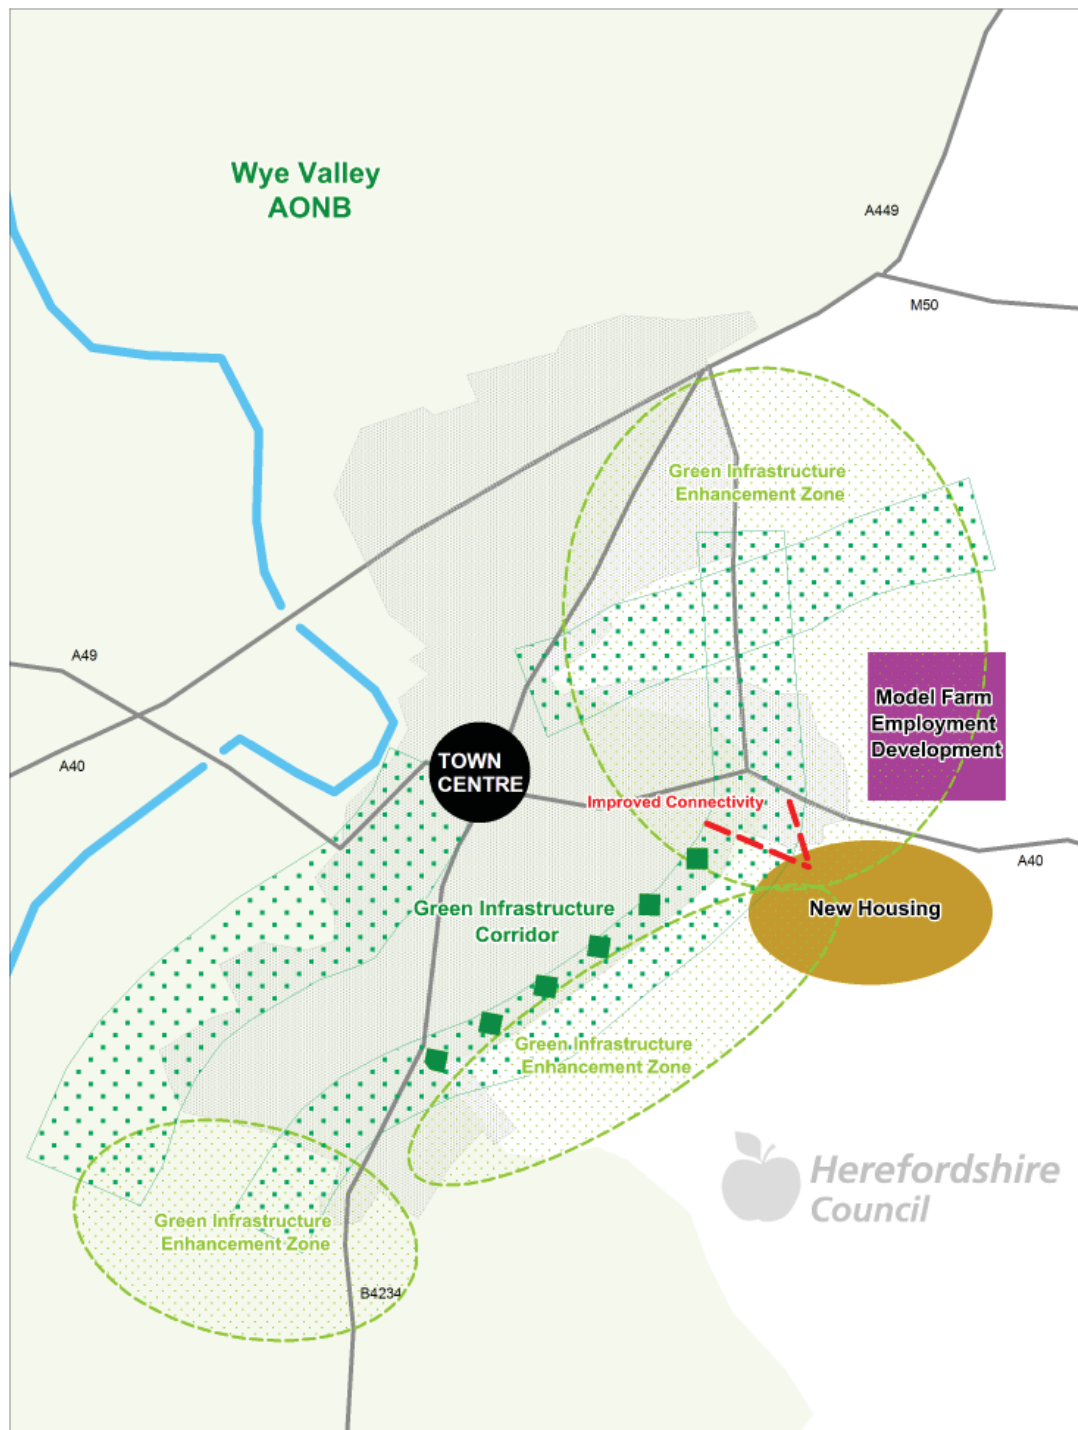 Wye Valley
AONB
A449
M50
Green Infrastructure
Enhancement Zone
A49
A40
TOWN
CENTRE
Model Farm
Employment
Development
Improved Connectivity
A40
New Housing
Green Infrastructure
Corridor
Green Infrastructure
Enhancement Zone
Herefordshire
Council
Green Infrastructure
Enhancement Zone
B4234